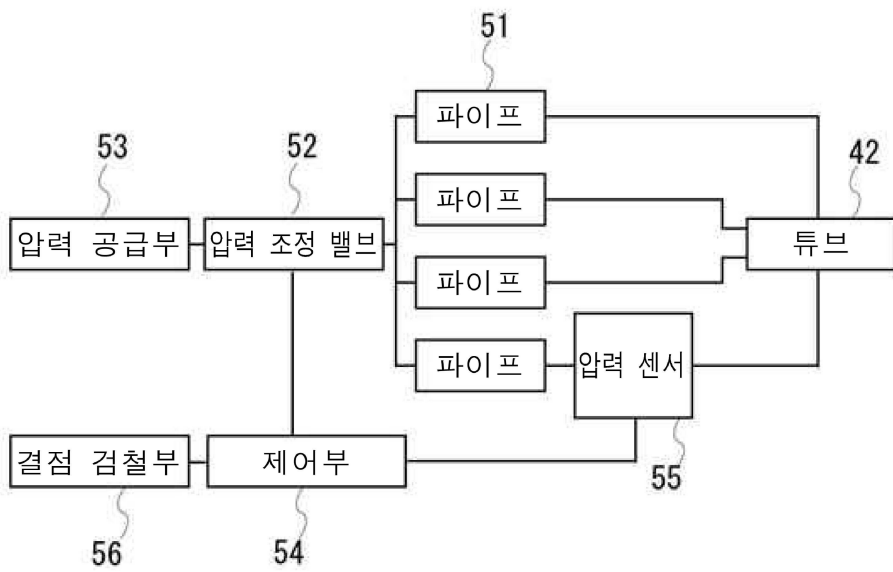 51
파이프
53
52
42
파이프
압력 공급부
압력 조정 밸브
튜브
파이프
파이프
압력 센서
결점 검철부
제어부
55
56
54